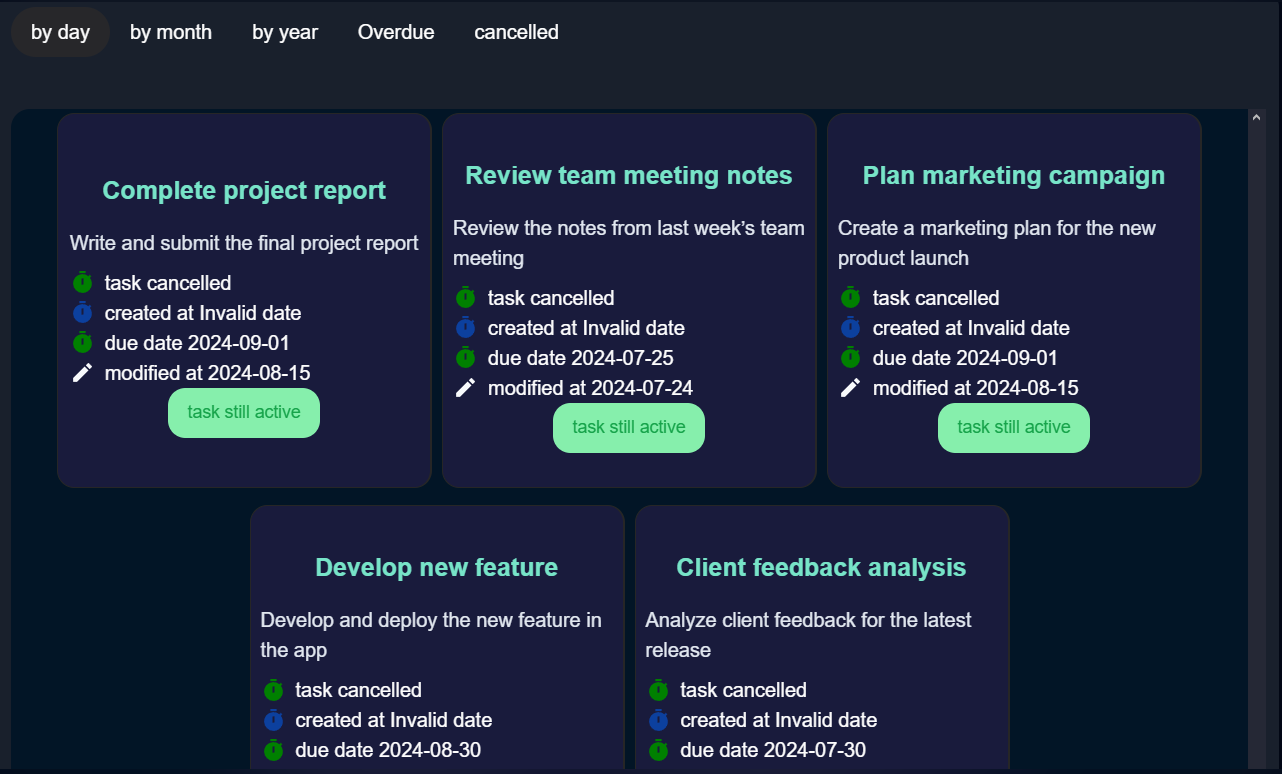 by day
by month
by year
Overdue
cancelled
Complete project report
Write and submit the final project report
task cancelled
created at Invalid date
due date 2024-09-01
modified at 2024-08-15
task still active
Review team meeting notes
Review the notes from last week’s team
meeting
task cancelled
created at Invalid date
due date 2024-07-25
modified at 2024-07-24
task still active
Plan marketing campaign
Create a marketing plan for the new
product launch
task cancelled
created at Invalid date
due date 2024-09-01
modified at 2024-08-15
task still active
Develop new feature
Develop and deploy the new feature in
the app
task cancelled
created at Invalid date
due date 2024-08-30
Client feedback analysis
Analyze client feedback for the latest
release
task cancelled
created at Invalid date
due date 2024-07-30